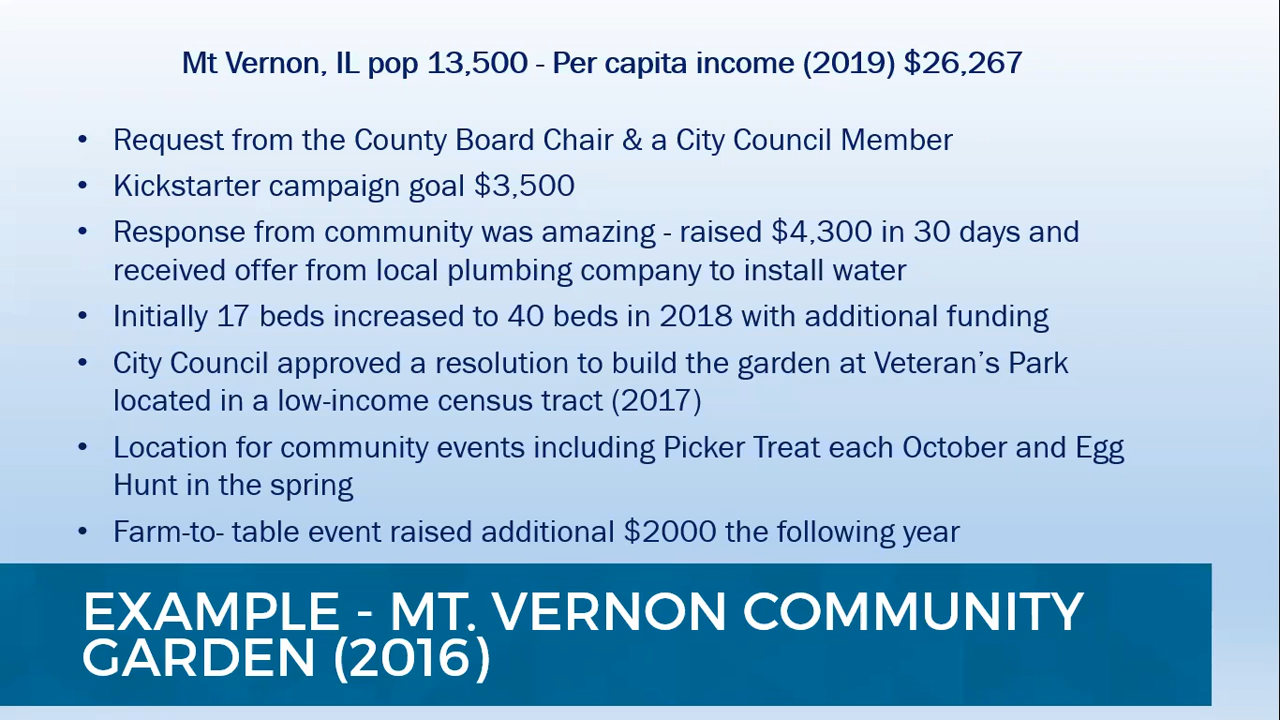 Mt Vernon, IL pop 13,500 - Per capita income (2019) $26,267
• Request from the County Board Chair & a City Council Member
• Kickstarter campaign goal $3,500
• Response from community was amazing - raised $4,300 in 30 days and
received offer from local plumbing company to install water
• Initially 17 beds increased to 40 beds in 2018 with additional funding
• City Council approved a resolution to build the garden at Veteran’s Park
located in a low-income census tract (2017)
• Location for community events including Picker Treat each October and Egg
Hunt in the spring
• Farm-to- table event raised additional $2000 the following year
EXAMPLE - MT. VERNON COMMUNITY
GARDEN (2016)